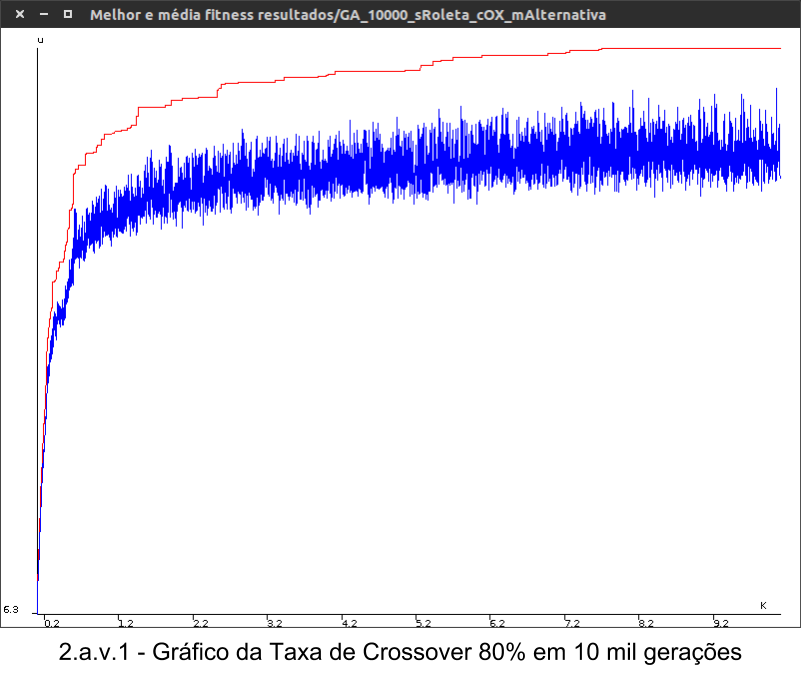 Melhor e média fitness resultados/GA_10000_sRoleta_cOX_mAlternativa
u
6.3
K
0.2 1.2 2.2 3.2 4.2 5.2 6.2 7.2 8.2 9.2
2.a.v.1 - Gráfico da Taxa de Crossover 80% em 10 mil gerações